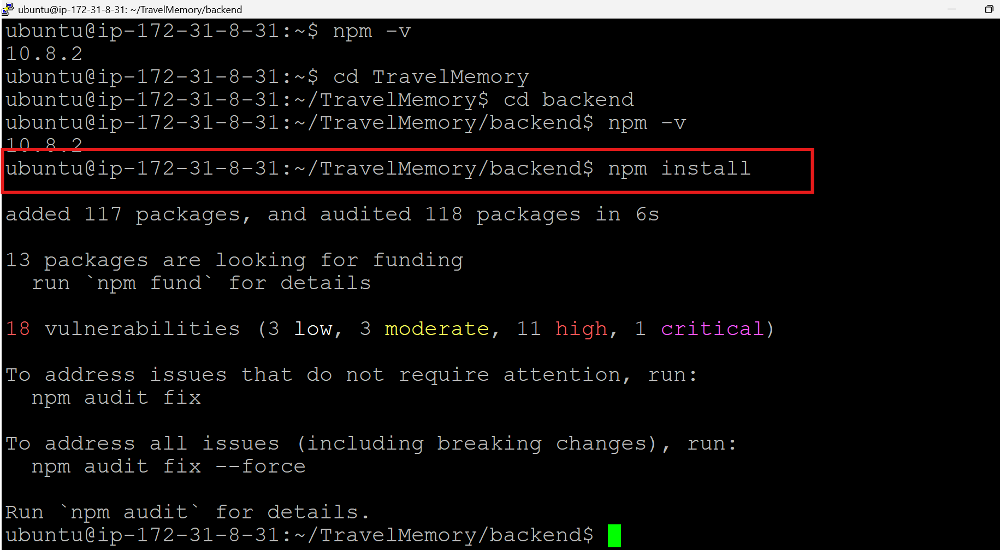 ubuntu@ip-172-31-8-31: ~/TravelMemory/backend
ubuntu@ip-172-31-8-31:~$ npm -v
10.8.2
ubuntu@ip-172-31-8-31:~$ cd TravelMemory
ubuntu@ip-172-31-8-31:~/TravelMemory$ cd backend
ubuntu@ip-172-31-8-31:~/TravelMemory/backend$ npm -v
10.8.2
ubuntu@ip-172-31-8-31:~/TravelMemory/backend$ npm install
added 117 packages, and audited 118 packages in 6s
13 packages are looking for funding
  run `npm fund` for details
18 vulnerabilities (3 low, 3 moderate, 11 high, 1 critical)
To address issues that do not require attention, run:
  npm audit fix
To address all issues (including breaking changes), run:
  npm audit fix --force
Run `npm audit` for details.
ubuntu@ip-172-31-8-31:~/TravelMemory/backend$